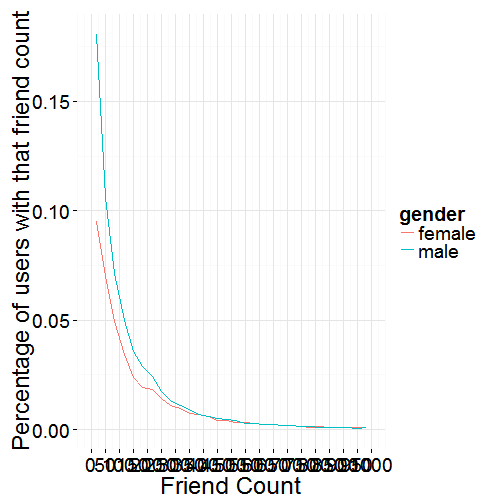 Percentage of users with that friend count
0.15
0.10
0.05
0.00
Friend Count
gender
female
male